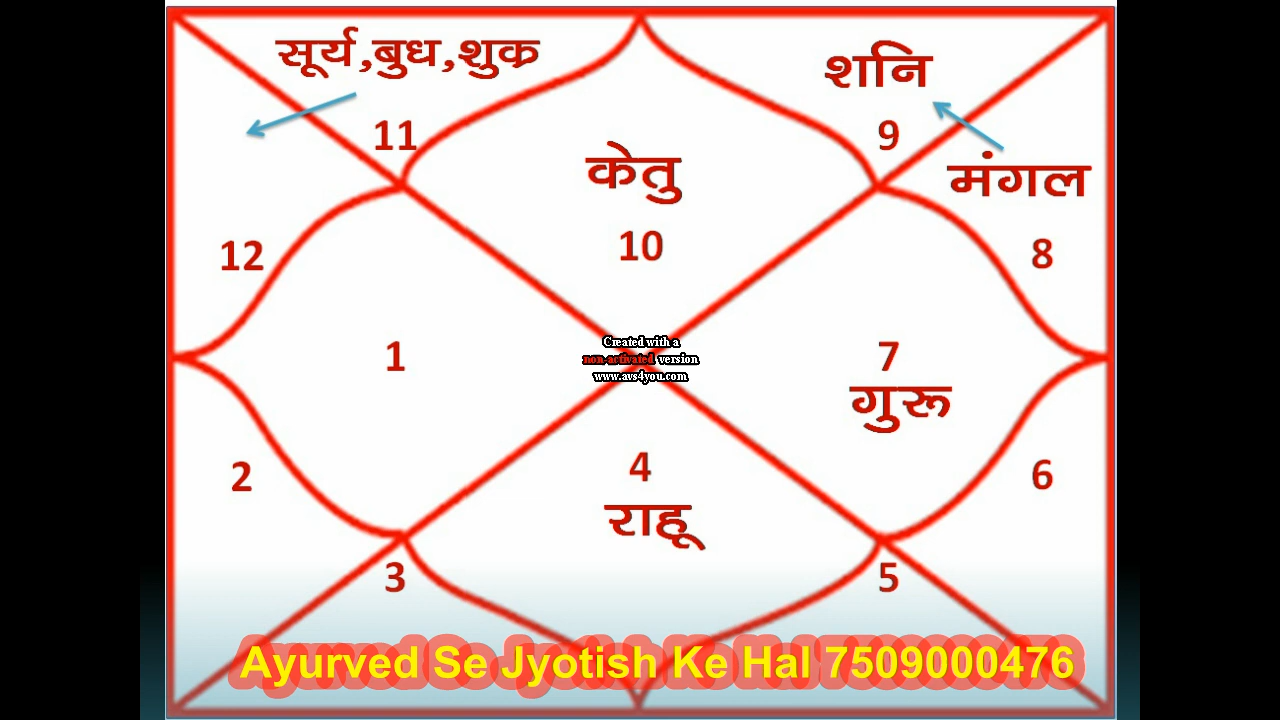 सूर्य,बुध,शुक्र
शनि
11
9
केतु
मंगल
10
12
8
1
Created with a
non-activated version
www.avs4you.com
7
गुरू
2
4
6
राहू
3
5
Ayurved Se Jyotish Ke Hal 7509000476